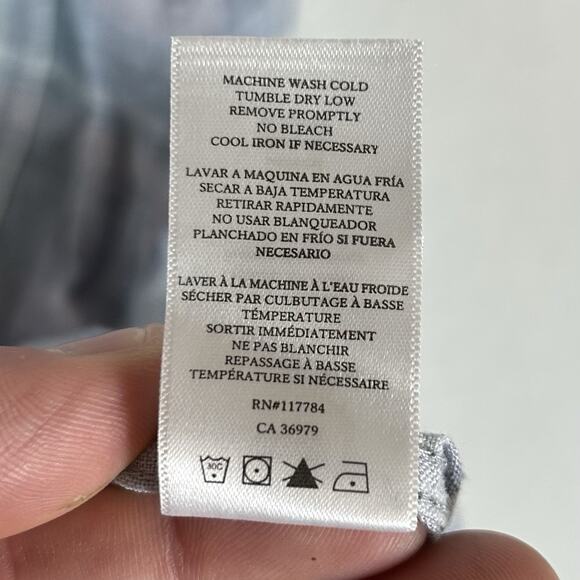 MACHINE WASH COLD
TUMBLE DRY LOW
REMOVE PROMPTLY
NO BLEACH
COOL IRON IF NECESSARY
LAVAR A MAQUINA EN AGUA FRÍA
SECAR A BAJA TEMPERATURA
RETIRAR RAPIDAMENTE
NO USAR BLANQUEADOR
PLANCHADO EN FRÍO SI FUERA
NECESARIO
LAVER À LA MACHINE À L'EAU FROIDE
SÉCHER PAR CULBUTAGE À BASSE
TÉMPÉRATURE
SORTIR IMMÉDIATEMENT
NE PAS BLANCHIR
REPASSAGE À BASSE
TEMPÉRATURE SI NÉCESSAIRE
RN#117784
CA 36979
30C